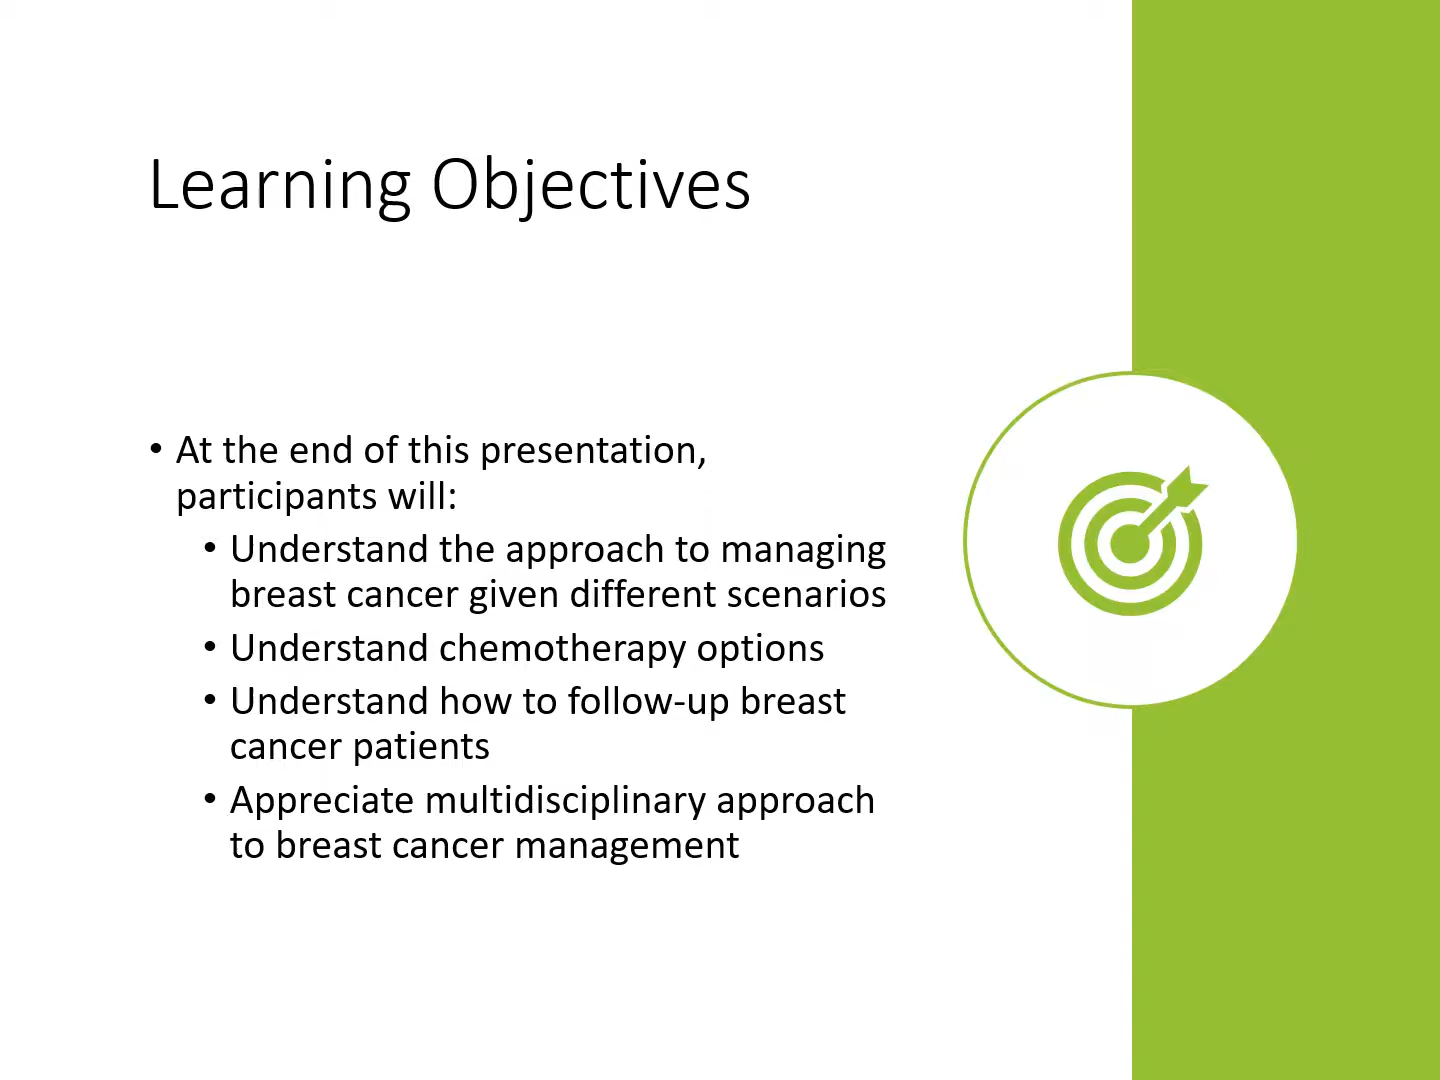 Learning Objectives
• At the end of this presentation,
participants will:
• Understand the approach to managing
breast cancer given different scenarios
• Understand chemotherapy options
• Understand how to follow-up breast
cancer patients
• Appreciate multidisciplinary approach
to breast cancer management